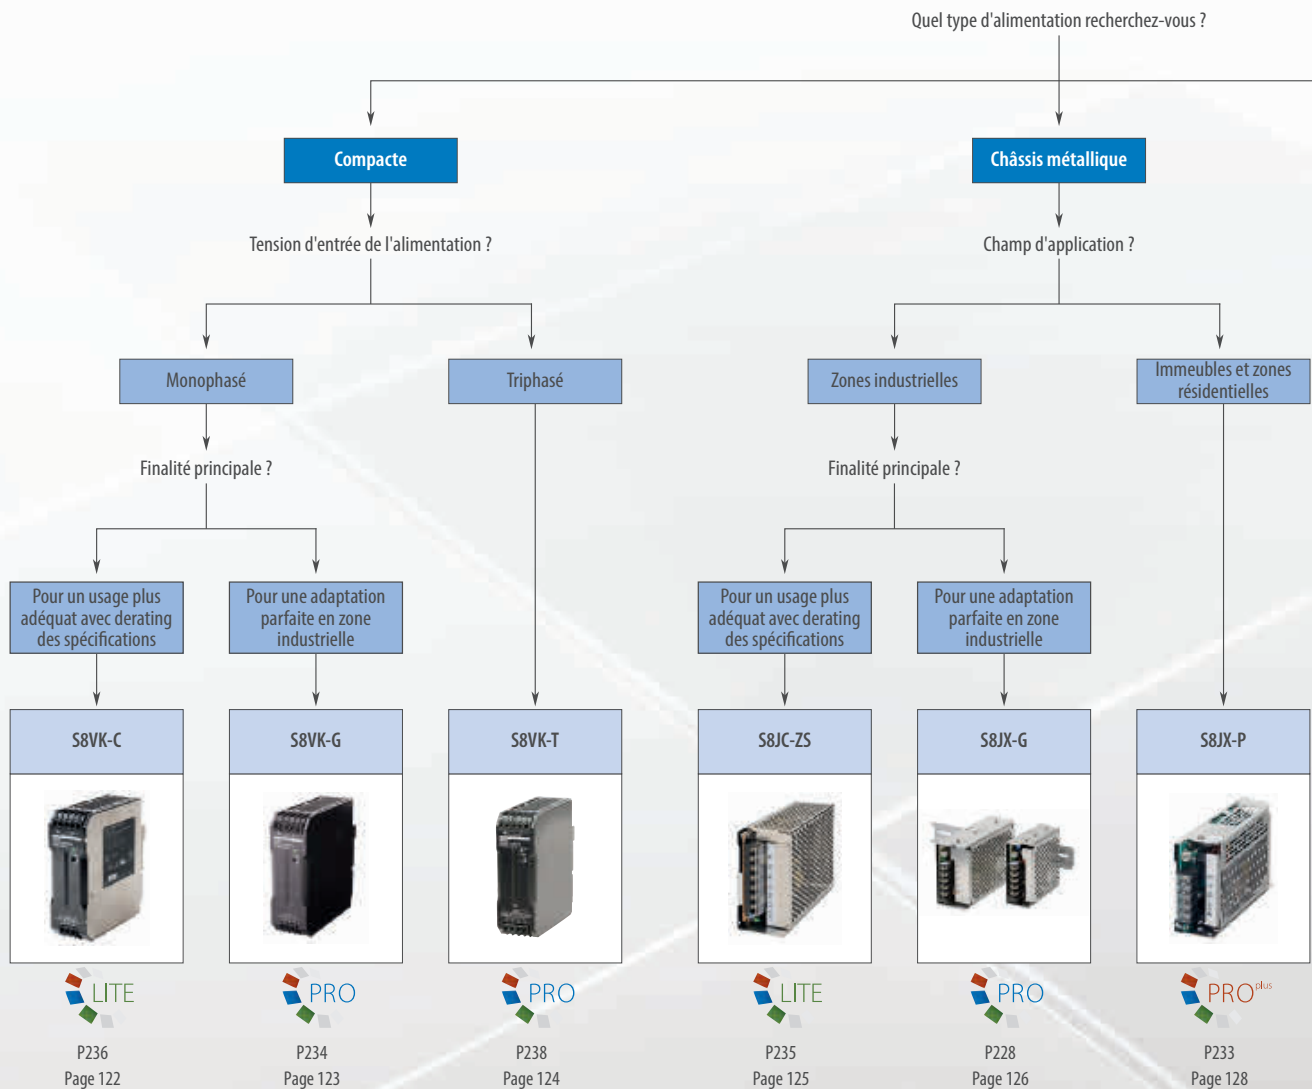 Quel type d'alimentation recherchez-vous ?
Compacte
Châssis métallique
Tension d'entrée de l'alimentation ?
Champ d'application ?
Monophasé
Triphasé
Zones industrielles
Immeubles et zones
résidentielles
Finalité principale ?
Finalité principale ?
Pour un usage plus
adéquat avec derating
des spécifications
Pour une adaptation
parfaite en zone
industrielle
Pour un usage plus
adéquat avec derating
des spécifications
Pour une adaptation
parfaite en zone
industrielle
S8VK-C
S8VK-G
S8VK-T
S8JC-ZS
S8JX-G
S8JX-P
LITE
PRO
PRO
LITE
PRO
PROplus
P236
P234
P238
P235
P228
P233
Page 122
Page 123
Page 124
Page 125
Page 126
Page 128